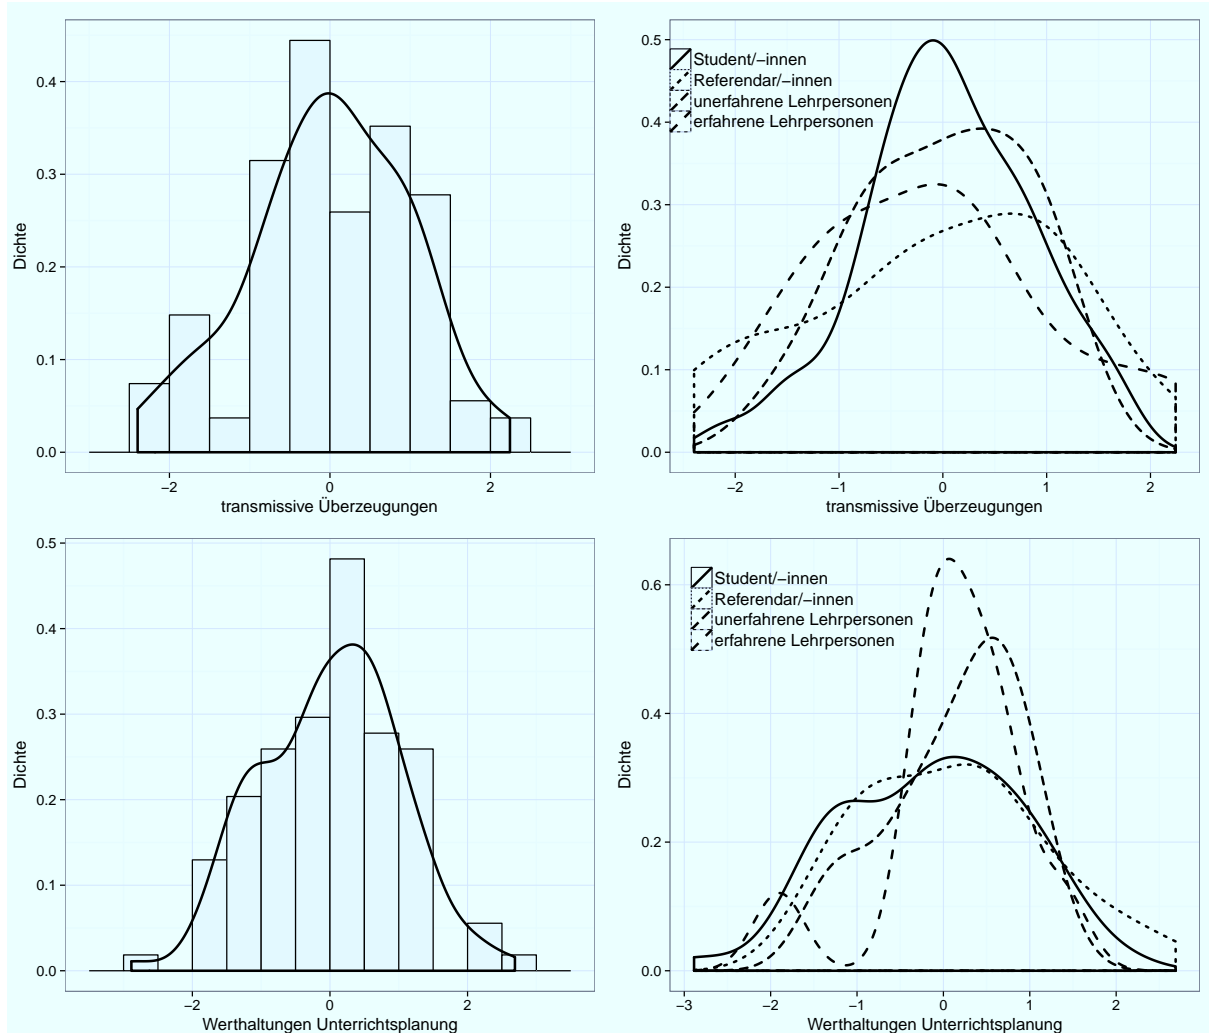 0.4
0.3
0.2
0.1
0.0
Dichte
−2
0
2
transmissive Überzeugungen
0.5
0.4
0.3
0.2
0.1
0.0
Dichte
Student/−innen
Referendar/−innen
unerfahrene Lehrpersonen
erfahrene Lehrpersonen
−2
−1
0
1
2
transmissive Überzeugungen
0.5
0.4
0.3
0.2
0.1
0.0
Dichte
−2
0
2
Werthaltungen Unterrichtsplanung
0.6
0.4
0.2
0.0
Dichte
Student/−innen
Referendar/−innen
unerfahrene Lehrpersonen
erfahrene Lehrpersonen
−3
−2
−1
0
1
2
Werthaltungen Unterrichtsplanung